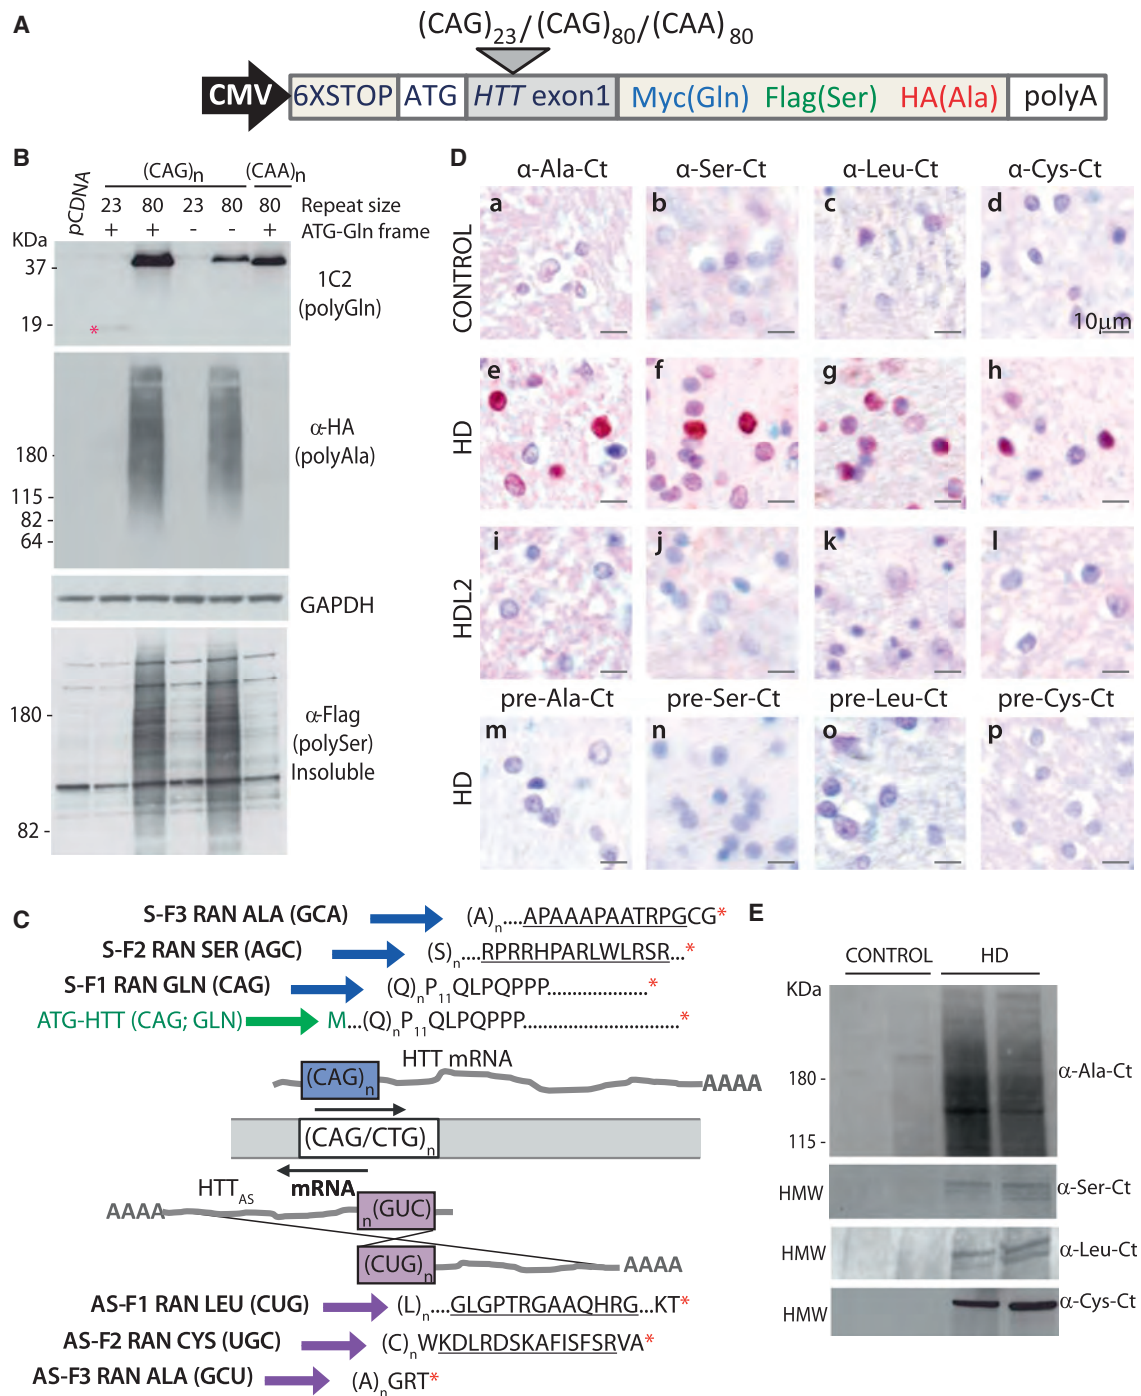 A
(CAG)23/(CAG)80/(CAA)80
CMV 6XSTOP ATG HTT exon1 Myc(Gln) Flag(Ser) HA(Ala) polyA
B
pCDNA (CAG)n (CAA)n
23 80 23 80 80 Repeat size
+ + - - + ATG-Gln frame
KDa
37 -
19 -
*
1C2
(polyGln)
180 -
115 -
82 -
64 -
α-HA
(polyAla)
GAPDH
180 -
82 -
α-Flag
(polySer)
Insoluble
D
α-Ala-Ct α-Ser-Ct α-Leu-Ct α-Cys-Ct
CONTROL
a b c d
10μm
HD
e f g h
HDL2
i j k l
pre-Ala-Ct pre-Ser-Ct pre-Leu-Ct pre-Cys-Ct
HD
m n o p
C
S-F3 RAN ALA (GCA) (A)n....APAAAPAATRPGCG*
S-F2 RAN SER (AGC) (S)n....RPRRHPARLWLRSR...*
S-F1 RAN GLN (CAG) (Q)nP11QLPQPPP....................*
ATG-HTT (CAG; GLN) M...(Q)nP11QLPQPPP...............................*
HTT mRNA
(CAG)n AAAA
(CAG/CTG)n
HTTAS mRNA
AAAA n(GUC)
(CUG)n AAAA
AS-F1 RAN LEU (CUG) (L)n....GLGPTRGAAQHRG...KT*
AS-F2 RAN CYS (UGC) (C)nWKDLRDSKAFISFSRVA*
AS-F3 RAN ALA (GCU) (A)nGRT*
E
CONTROL HD
KDa
180 -
115 -
α-Ala-Ct
HMW α-Ser-Ct
HMW α-Leu-Ct
HMW α-Cys-Ct